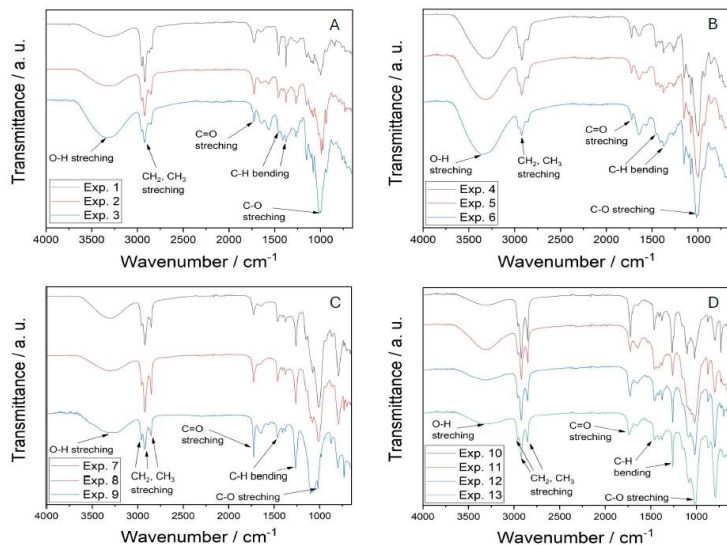 A
Transmittance / a. u.
O-H streching
CH2, CH3
streching
C=O
streching
C-H bending
C-O streching
Exp. 1
Exp. 2
Exp. 3
4000 3500 3000 2500 2000 1500 1000
Wavenumber / cm-1
B
Transmittance / a. u.
O-H
streching
CH2, CH3
streching
C=O
streching
C-H bending
C-O streching
Exp. 4
Exp. 5
Exp. 6
4000 3500 3000 2500 2000 1500 1000
Wavenumber / cm-1
C
Transmittance / a. u.
O-H streching
CH2, CH3
streching
C=O
streching
C-H bending
C-O streching
Exp. 7
Exp. 8
Exp. 9
4000 3500 3000 2500 2000 1500 1000
Wavenumber / cm-1
D
Transmittance / a. u.
O-H
streching
CH2, CH3
streching
C=O
streching
C-H
bending
C-O streching
Exp. 10
Exp. 11
Exp. 12
Exp. 13
4000 3500 3000 2500 2000 1500 1000
Wavenumber / cm-1